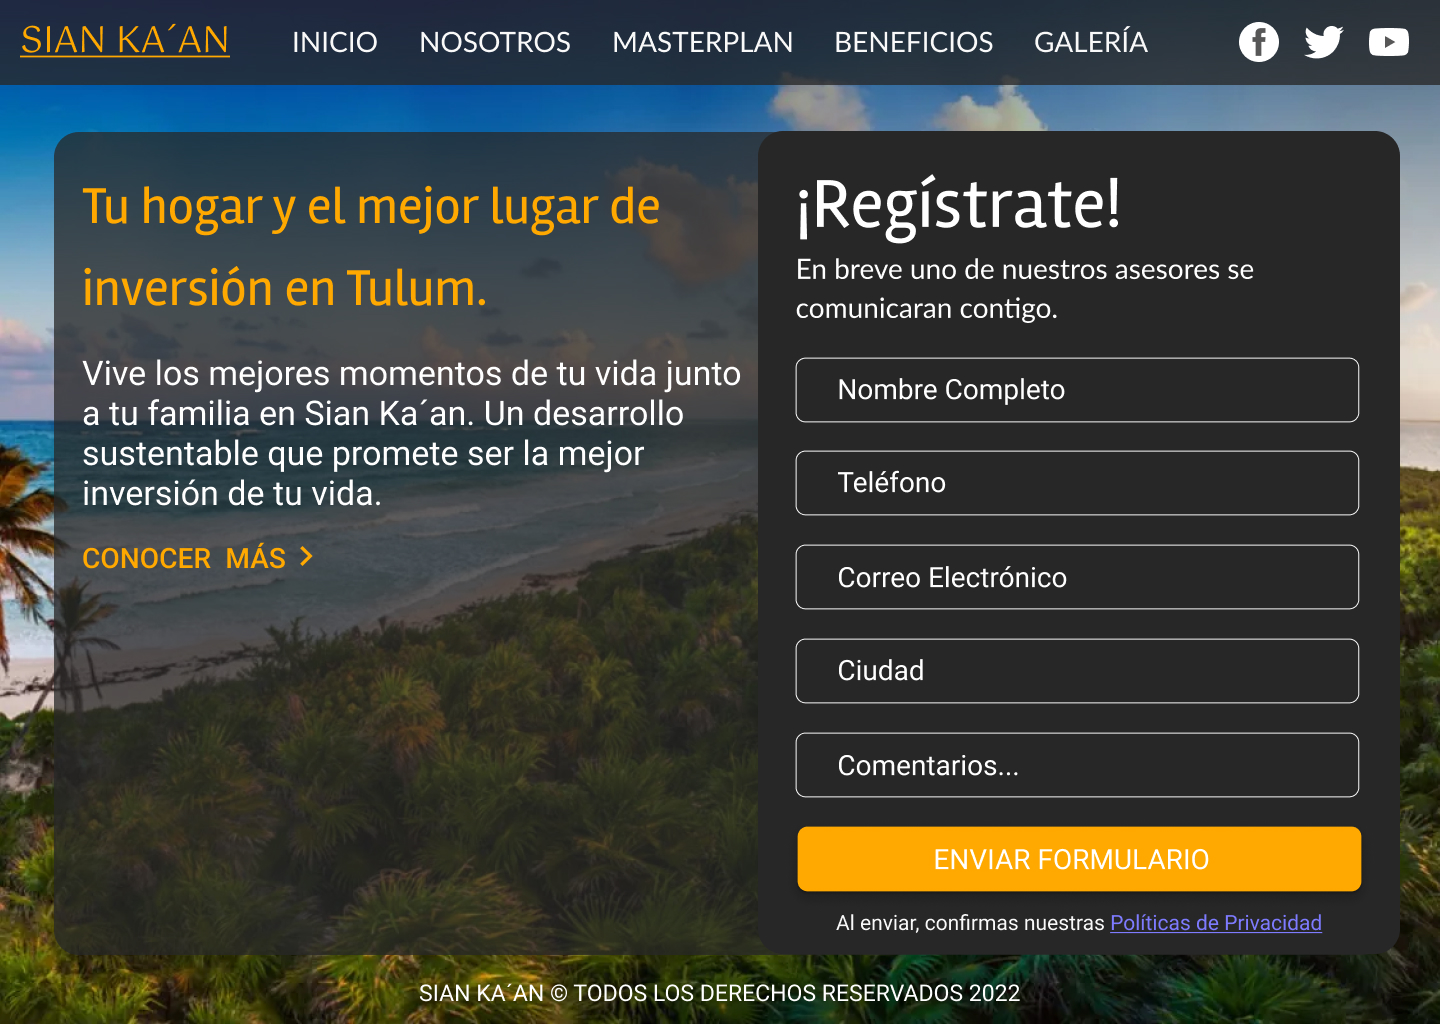 SIAN KA´AN
INICIO
NOSOTROS
MASTERPLAN
BENEFICIOS
GALERÍA
Tu hogar y el mejor lugar de
inversión en Tulum.
Vive los mejores momentos de tu vida junto
a tu familia en Sian Ka´an. Un desarrollo
sustentable que promete ser la mejor
inversión de tu vida.
CONOCER MÁS
¡Regístrate!
En breve uno de nuestros asesores se
comunicaran contigo.
Nombre Completo
Teléfono
Correo Electrónico
Ciudad
Comentarios...
ENVIAR FORMULARIO
Al enviar, confirmas nuestras Políticas de Privacidad
SIAN KA´AN © TODOS LOS DERECHOS RESERVADOS 2022